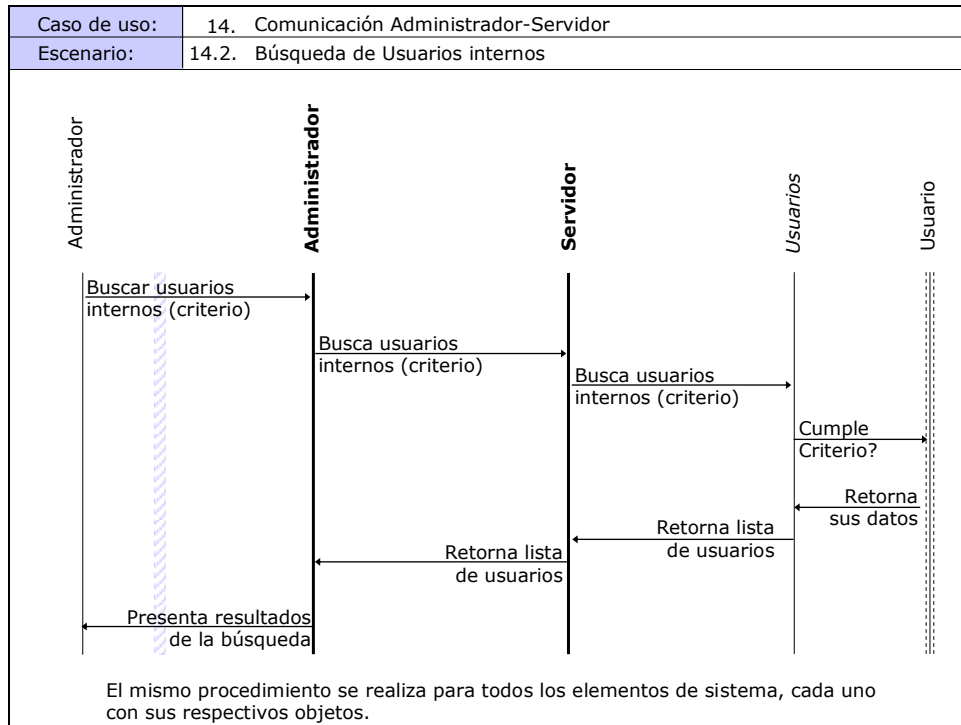 Caso de uso: 14. Comunicación Administrador-Servidor
Escenario: 14.2. Búsqueda de Usuarios internos
Administrador
Administrador
Servidor
Usuarios
Usuario
Buscar usuarios
internos (criterio)
Busca usuarios
internos (criterio)
Busca usuarios
internos (criterio)
Cumple
Criterio?
Retorna
sus datos
Retorna lista
de usuarios
Retorna lista
de usuarios
Presenta resultados
de la búsqueda
El mismo procedimiento se realiza para todos los elementos de sistema, cada uno
con sus respectivos objetos.